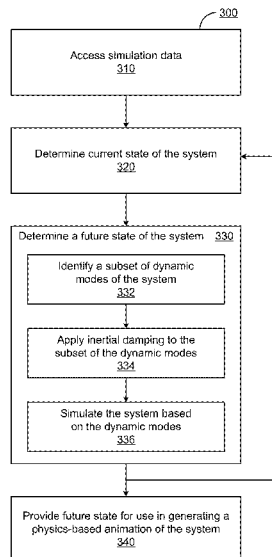 300
Access simulation data
310
Determine current state of the system
320
Determine a future state of the system 330
Identify a subset of dynamic
modes of the system
332
Apply inertial damping to the
subset of the dynamic modes
334
Simulate the system based
on the dynamic modes
336
Provide future state for use in generating a
physics-based animation of the system
340